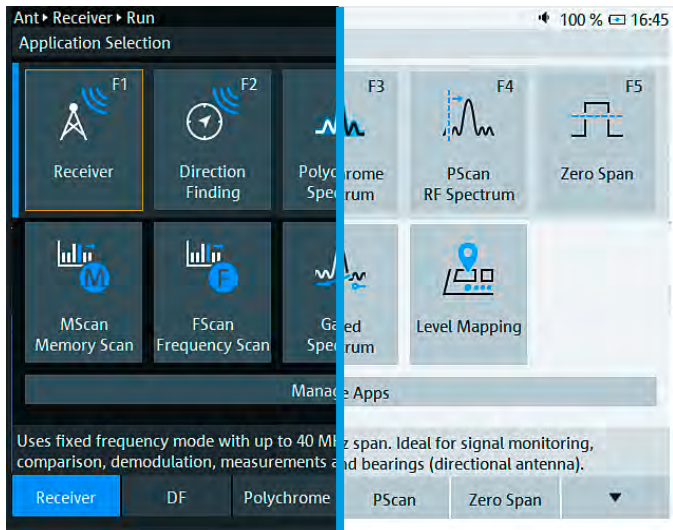 Ant ▸ Receiver ▸ Run 100 % 16:45
Application Selection
F1 F2 F3 F4 F5
Receiver Direction Finding Polychrome Spectrum PScan RF Spectrum Zero Span
M F
MScan Memory Scan FScan Frequency Scan Gated Spectrum Level Mapping
Manage Apps
Uses fixed frequency mode with up to 40 MHz span. Ideal for signal monitoring,
comparison, demodulation, measurements and bearings (directional antenna).
Receiver DF Polychrome PScan Zero Span ▼